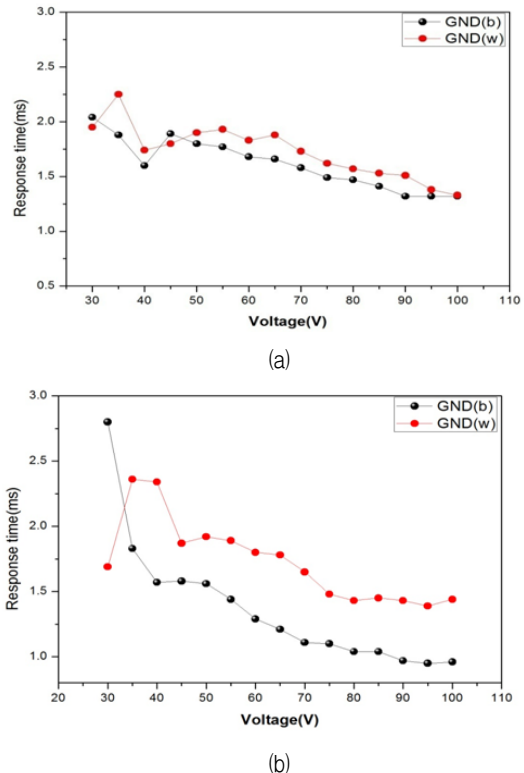 3.0
2.5
2.0
1.5
1.0
0.5
Response time(ms)
GND(b)
GND(w)
30 40 50 60 70 80 90 100 110
Voltage(V)
(a)
3.0
2.5
2.0
1.5
1.0
Response time(ms)
GND(b)
GND(w)
20 30 40 50 60 70 80 90 100 110
Voltage(V)
(b)